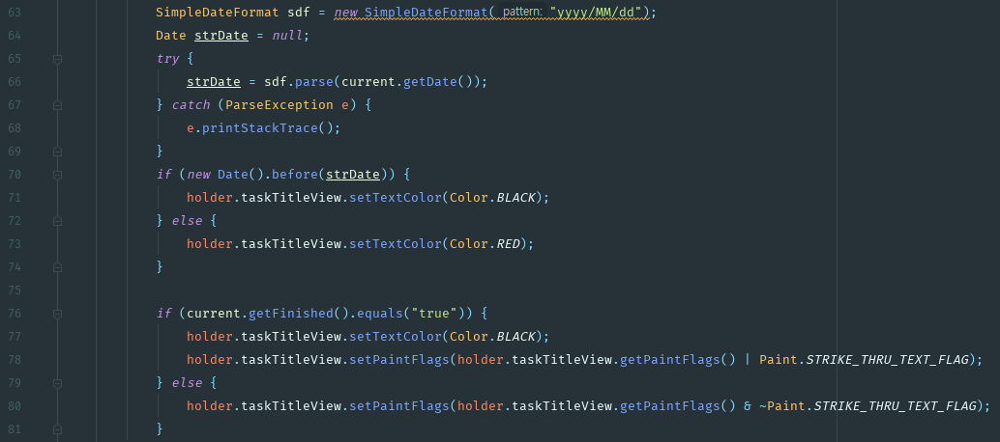 63 SimpleDateFormat sdf = new SimpleDateFormat( pattern: "yyyy/MM/dd");
64 Date strDate = null;
65 try {
66 strDate = sdf.parse(current.getDate());
67 } catch (ParseException e) {
68 e.printStackTrace();
69 }
70 if (new Date().before(strDate)) {
71 holder.taskTitleView.setTextColor(Color.BLACK);
72 } else {
73 holder.taskTitleView.setTextColor(Color.RED);
74 }
75
76 if (current.getFinished().equals("true")) {
77 holder.taskTitleView.setTextColor(Color.BLACK);
78 holder.taskTitleView.setPaintFlags(holder.taskTitleView.getPaintFlags() | Paint.STRIKE_THRU_TEXT_FLAG);
79 } else {
80 holder.taskTitleView.setPaintFlags(holder.taskTitleView.getPaintFlags() & ~Paint.STRIKE_THRU_TEXT_FLAG);
81 }